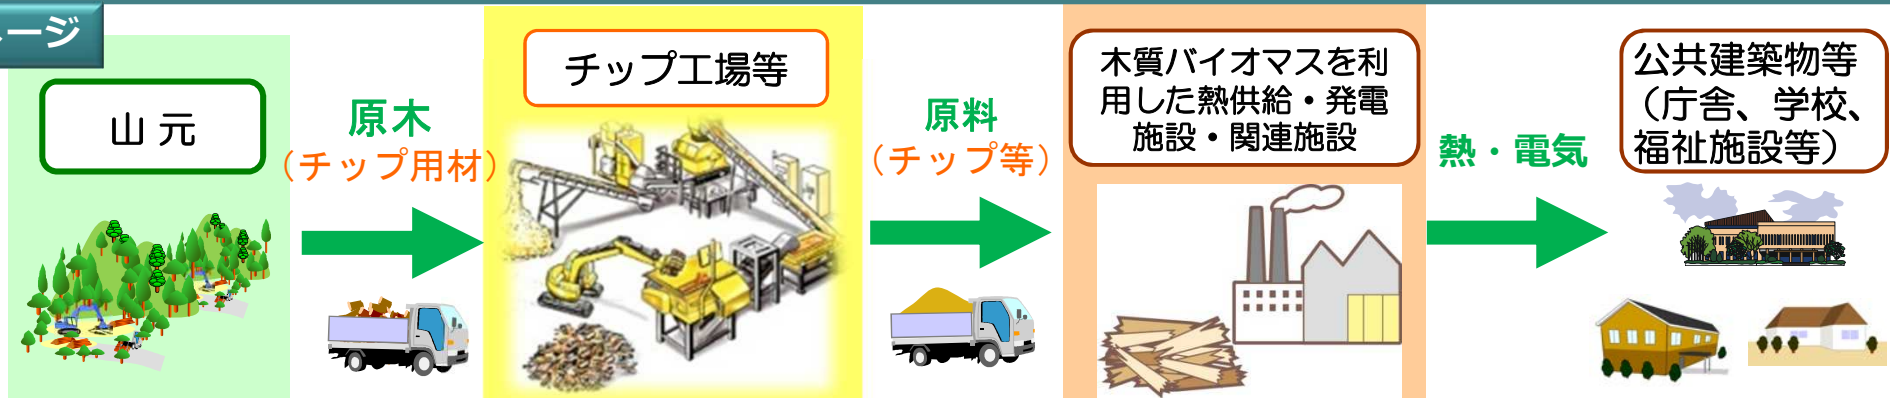 ージ
山 元
原木
（チップ用材）
チップ工場等
原料
（チップ等）
木質バイオマスを利
用した熱供給・発電
施設・関連施設
熱・電気
公共建築物等
（庁舎、学校、
福祉施設等）